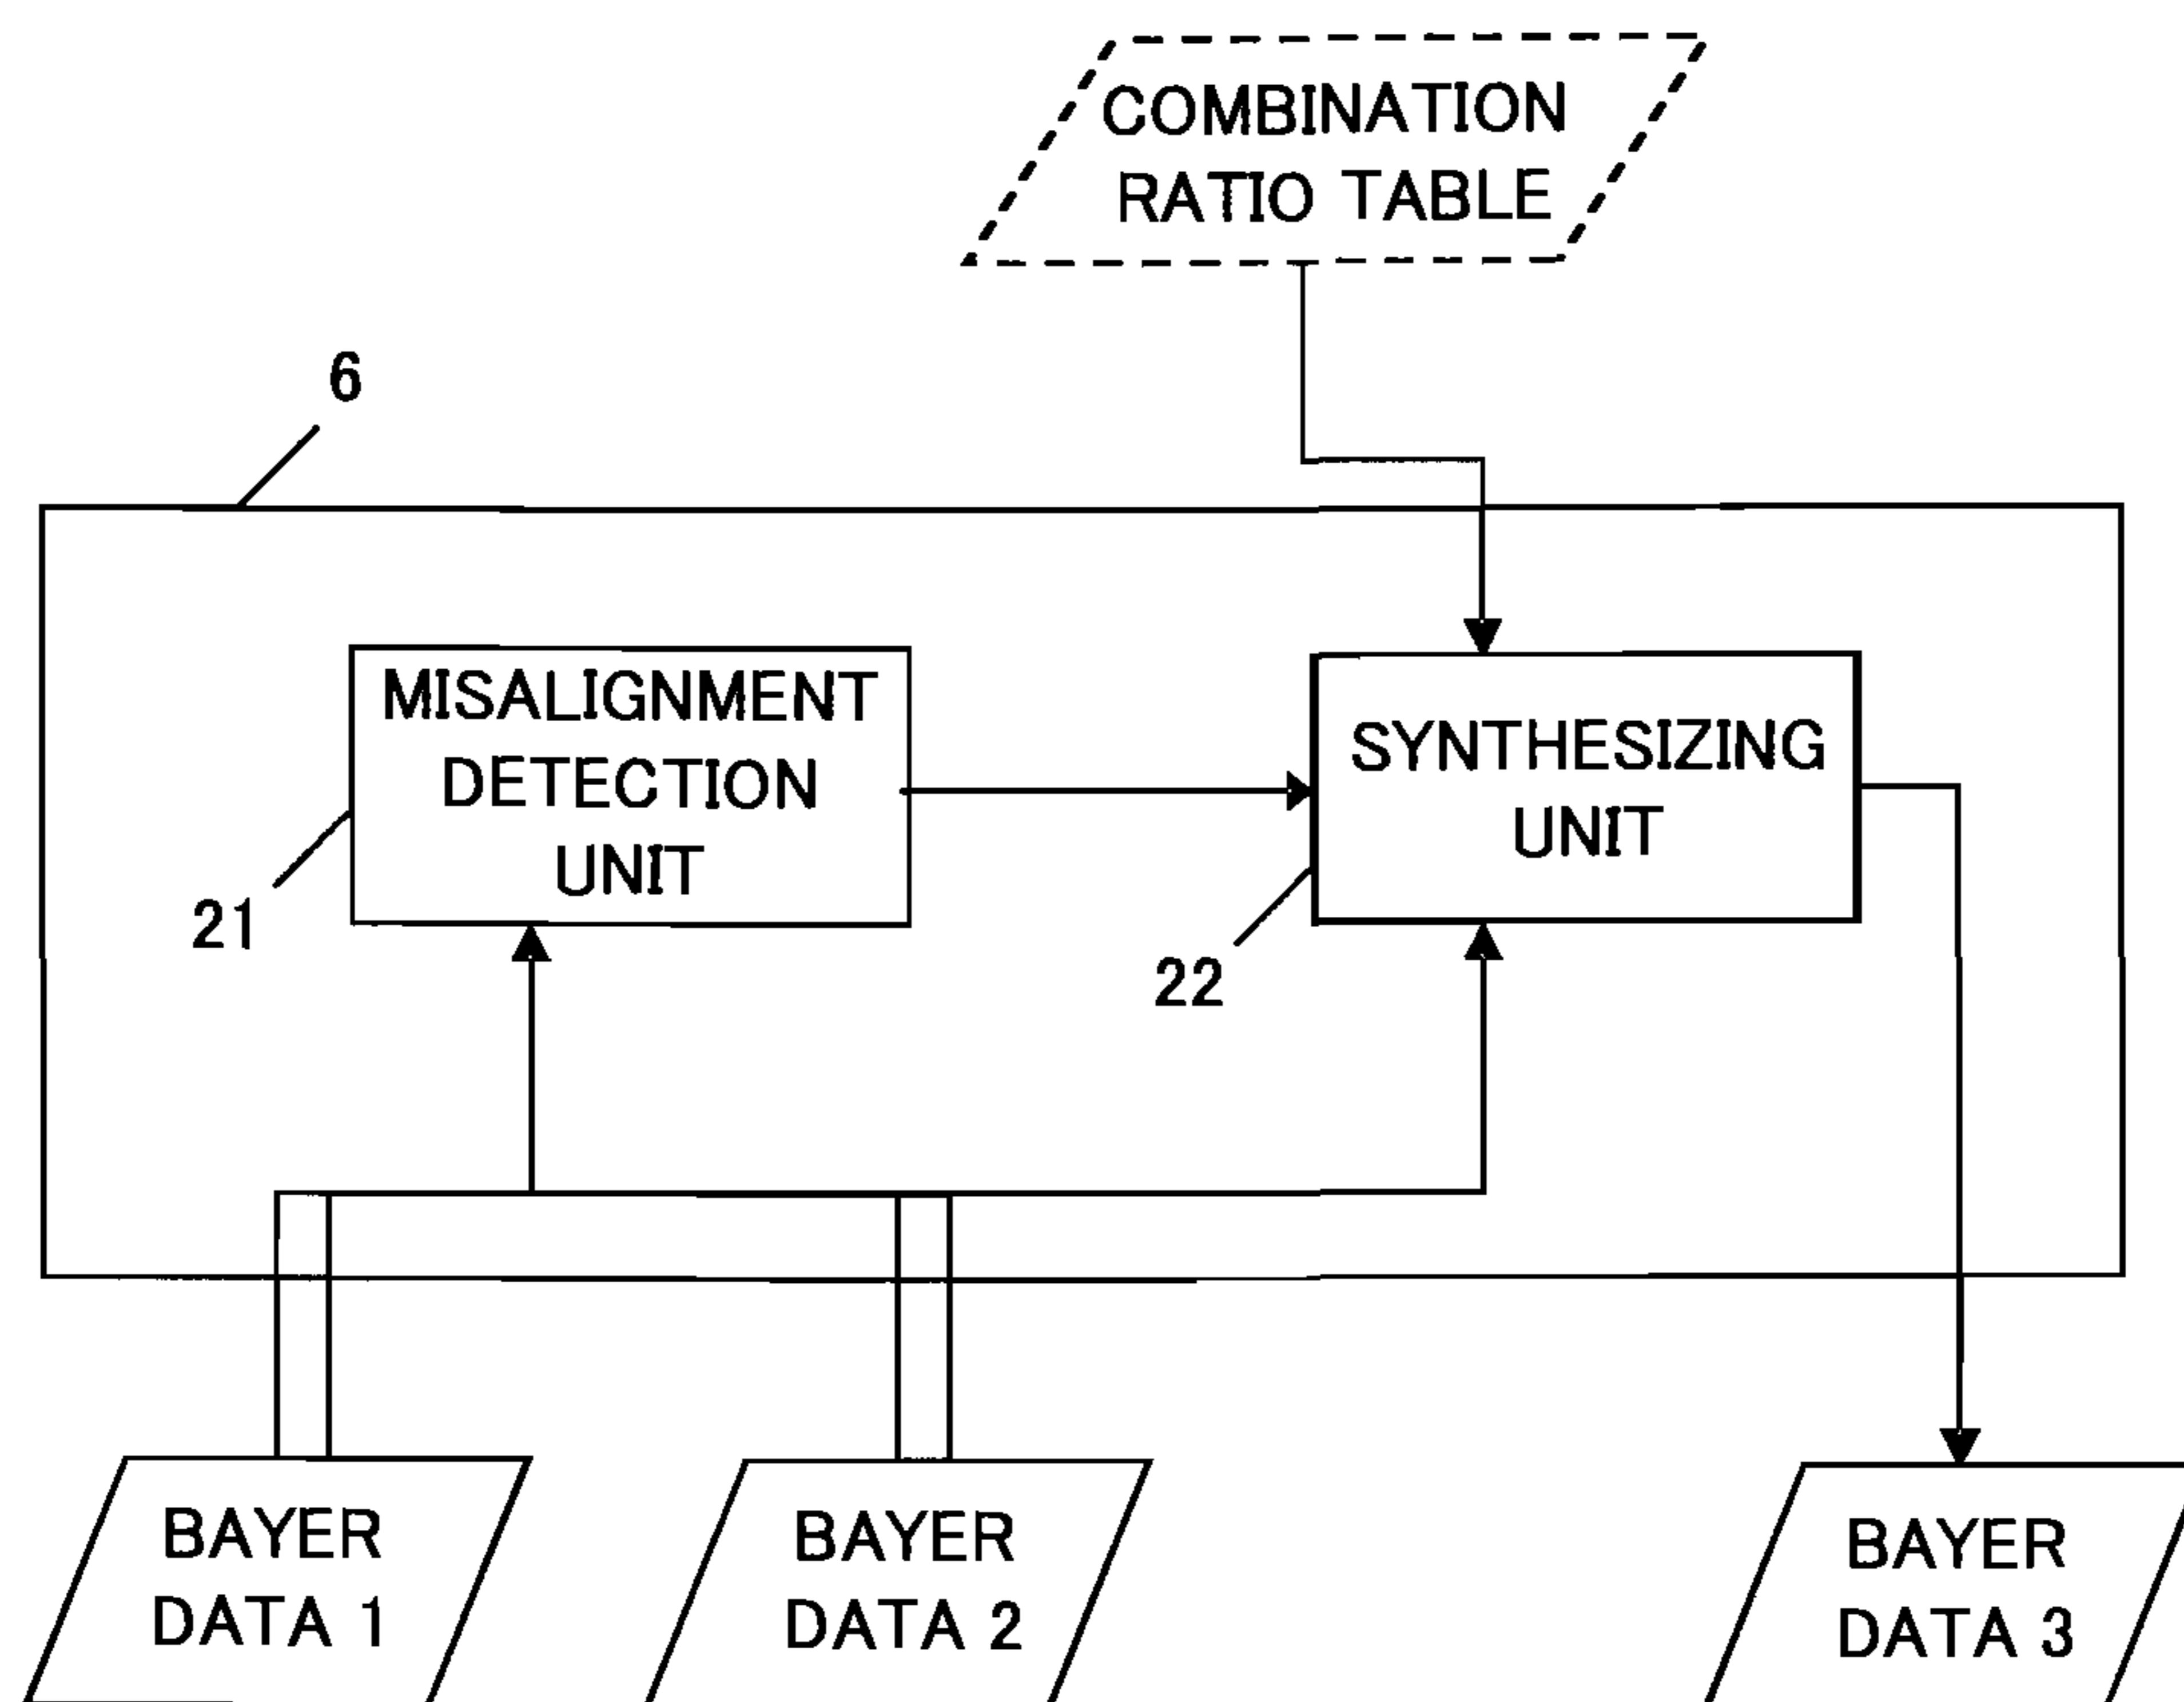 COMBINATION
RATIO TABLE
6
MISALIGNMENT
DETECTION
UNIT
21
SYNTHESIZING
UNIT
22
BAYER
DATA 1
BAYER
DATA 2
BAYER
DATA 3